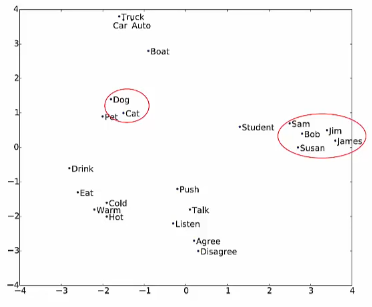 4
3
2
1
0
−1
−2
−3
−4
Truck
Car Auto
Boat
Dog
Cat
Pet
Student
Sam
Bob
Jim
James
Susan
Drink
Eat
Cold
Warm
Hot
Push
Talk
Listen
Agree
Disagree
−4 −3 −2 −1 0 1 2 3 4